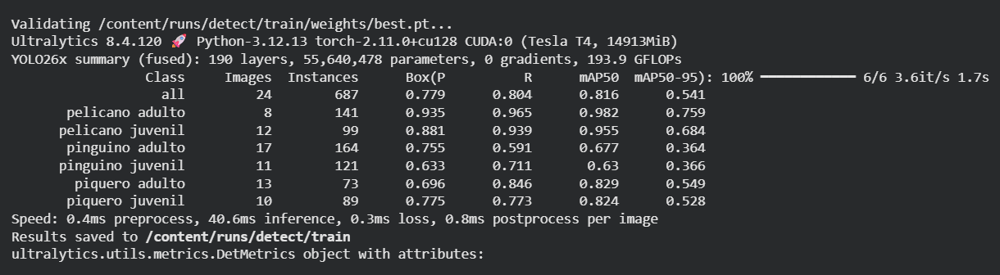 Validating /content/runs/detect/train/weights/best.pt...
Ultralytics 8.4.120 🚀 Python-3.12.13 torch-2.11.0+cu128 CUDA:0 (Tesla T4, 14913MiB)
YOLO26x summary (fused): 190 layers, 55,640,478 parameters, 0 gradients, 193.9 GFLOPs
Class Images Instances Box(P R mAP50 mAP50-95): 100% ━━━━━━━━━━━━ 6/6 3.6it/s 1.7s
all 24 687 0.779 0.804 0.816 0.541
pelicano adulto 8 141 0.935 0.965 0.982 0.759
pelicano juvenil 12 99 0.881 0.939 0.955 0.684
pinguino adulto 17 164 0.755 0.591 0.677 0.364
pinguino juvenil 11 121 0.633 0.711 0.63 0.366
piquero adulto 13 73 0.696 0.846 0.829 0.549
piquero juvenil 10 89 0.775 0.773 0.824 0.528
Speed: 0.4ms preprocess, 40.6ms inference, 0.3ms loss, 0.8ms postprocess per image
Results saved to /content/runs/detect/train
ultralytics.utils.metrics.DetMetrics object with attributes: